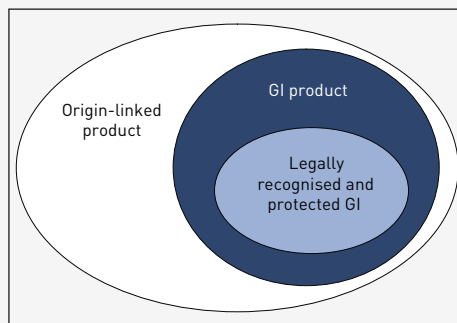 Origin-linked
product
GI product
Legally
recognised and
protected GI